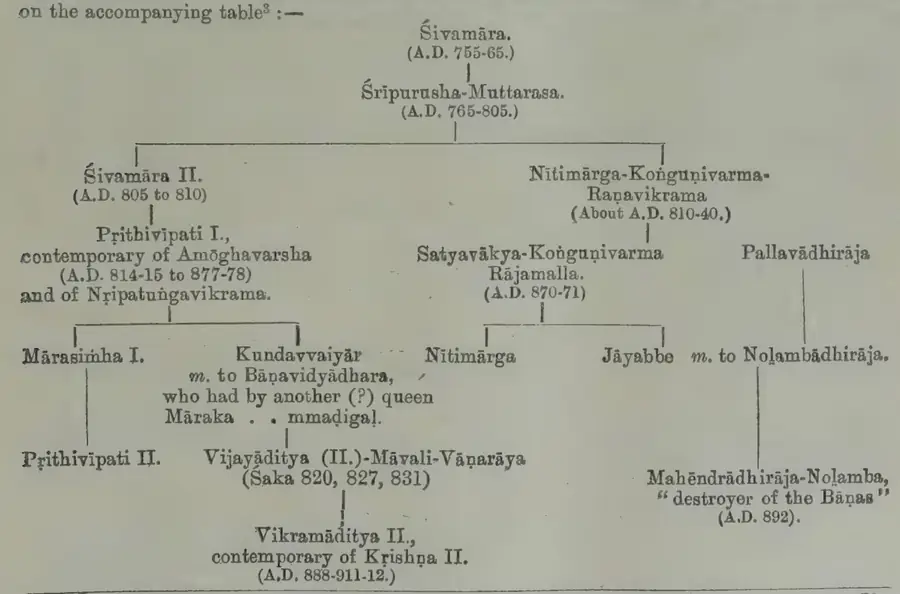 on the accompanying table³ :—
Śivamāra.
(A.D. 755-65.)
Śrīpurusha-Muttarasa.
(A.D. 765-805.)
Śivamāra II.
(A.D. 805 to 810)
Nītimārga-Koṅguṇivarma-
Raṇavikrama
(About A.D. 810-40.)
Pṛithivīpati I.,
contemporary of Amōghavarsha
(A.D. 814-15 to 877-78)
and of Nṛipatuṅgavikrama.
Satyavākya-Koṅguṇivarma
Rājamalla.
(A.D. 870-71)
Pallavādhirāja
Mārasiṁha I.
Kundavvaiyār
m. to Bāṇavidyādhara,
who had by another (?) queen
Māraka . . mmaḍigaḷ.
Nītimārga
Jāyabbe m. to Noḷambādhirāja.
Pṛithivīpati II.
Vijayāditya (II.)-Māvali-Vāṇarāya
(Śaka 820, 827, 831)
Mahēndrādhirāja-Noḷamba,
“ destroyer of the Bāṇas ”
(A.D. 892).
Vikramāditya II.,
contemporary of Kṛishṇa II.
(A.D. 888-911-12.)